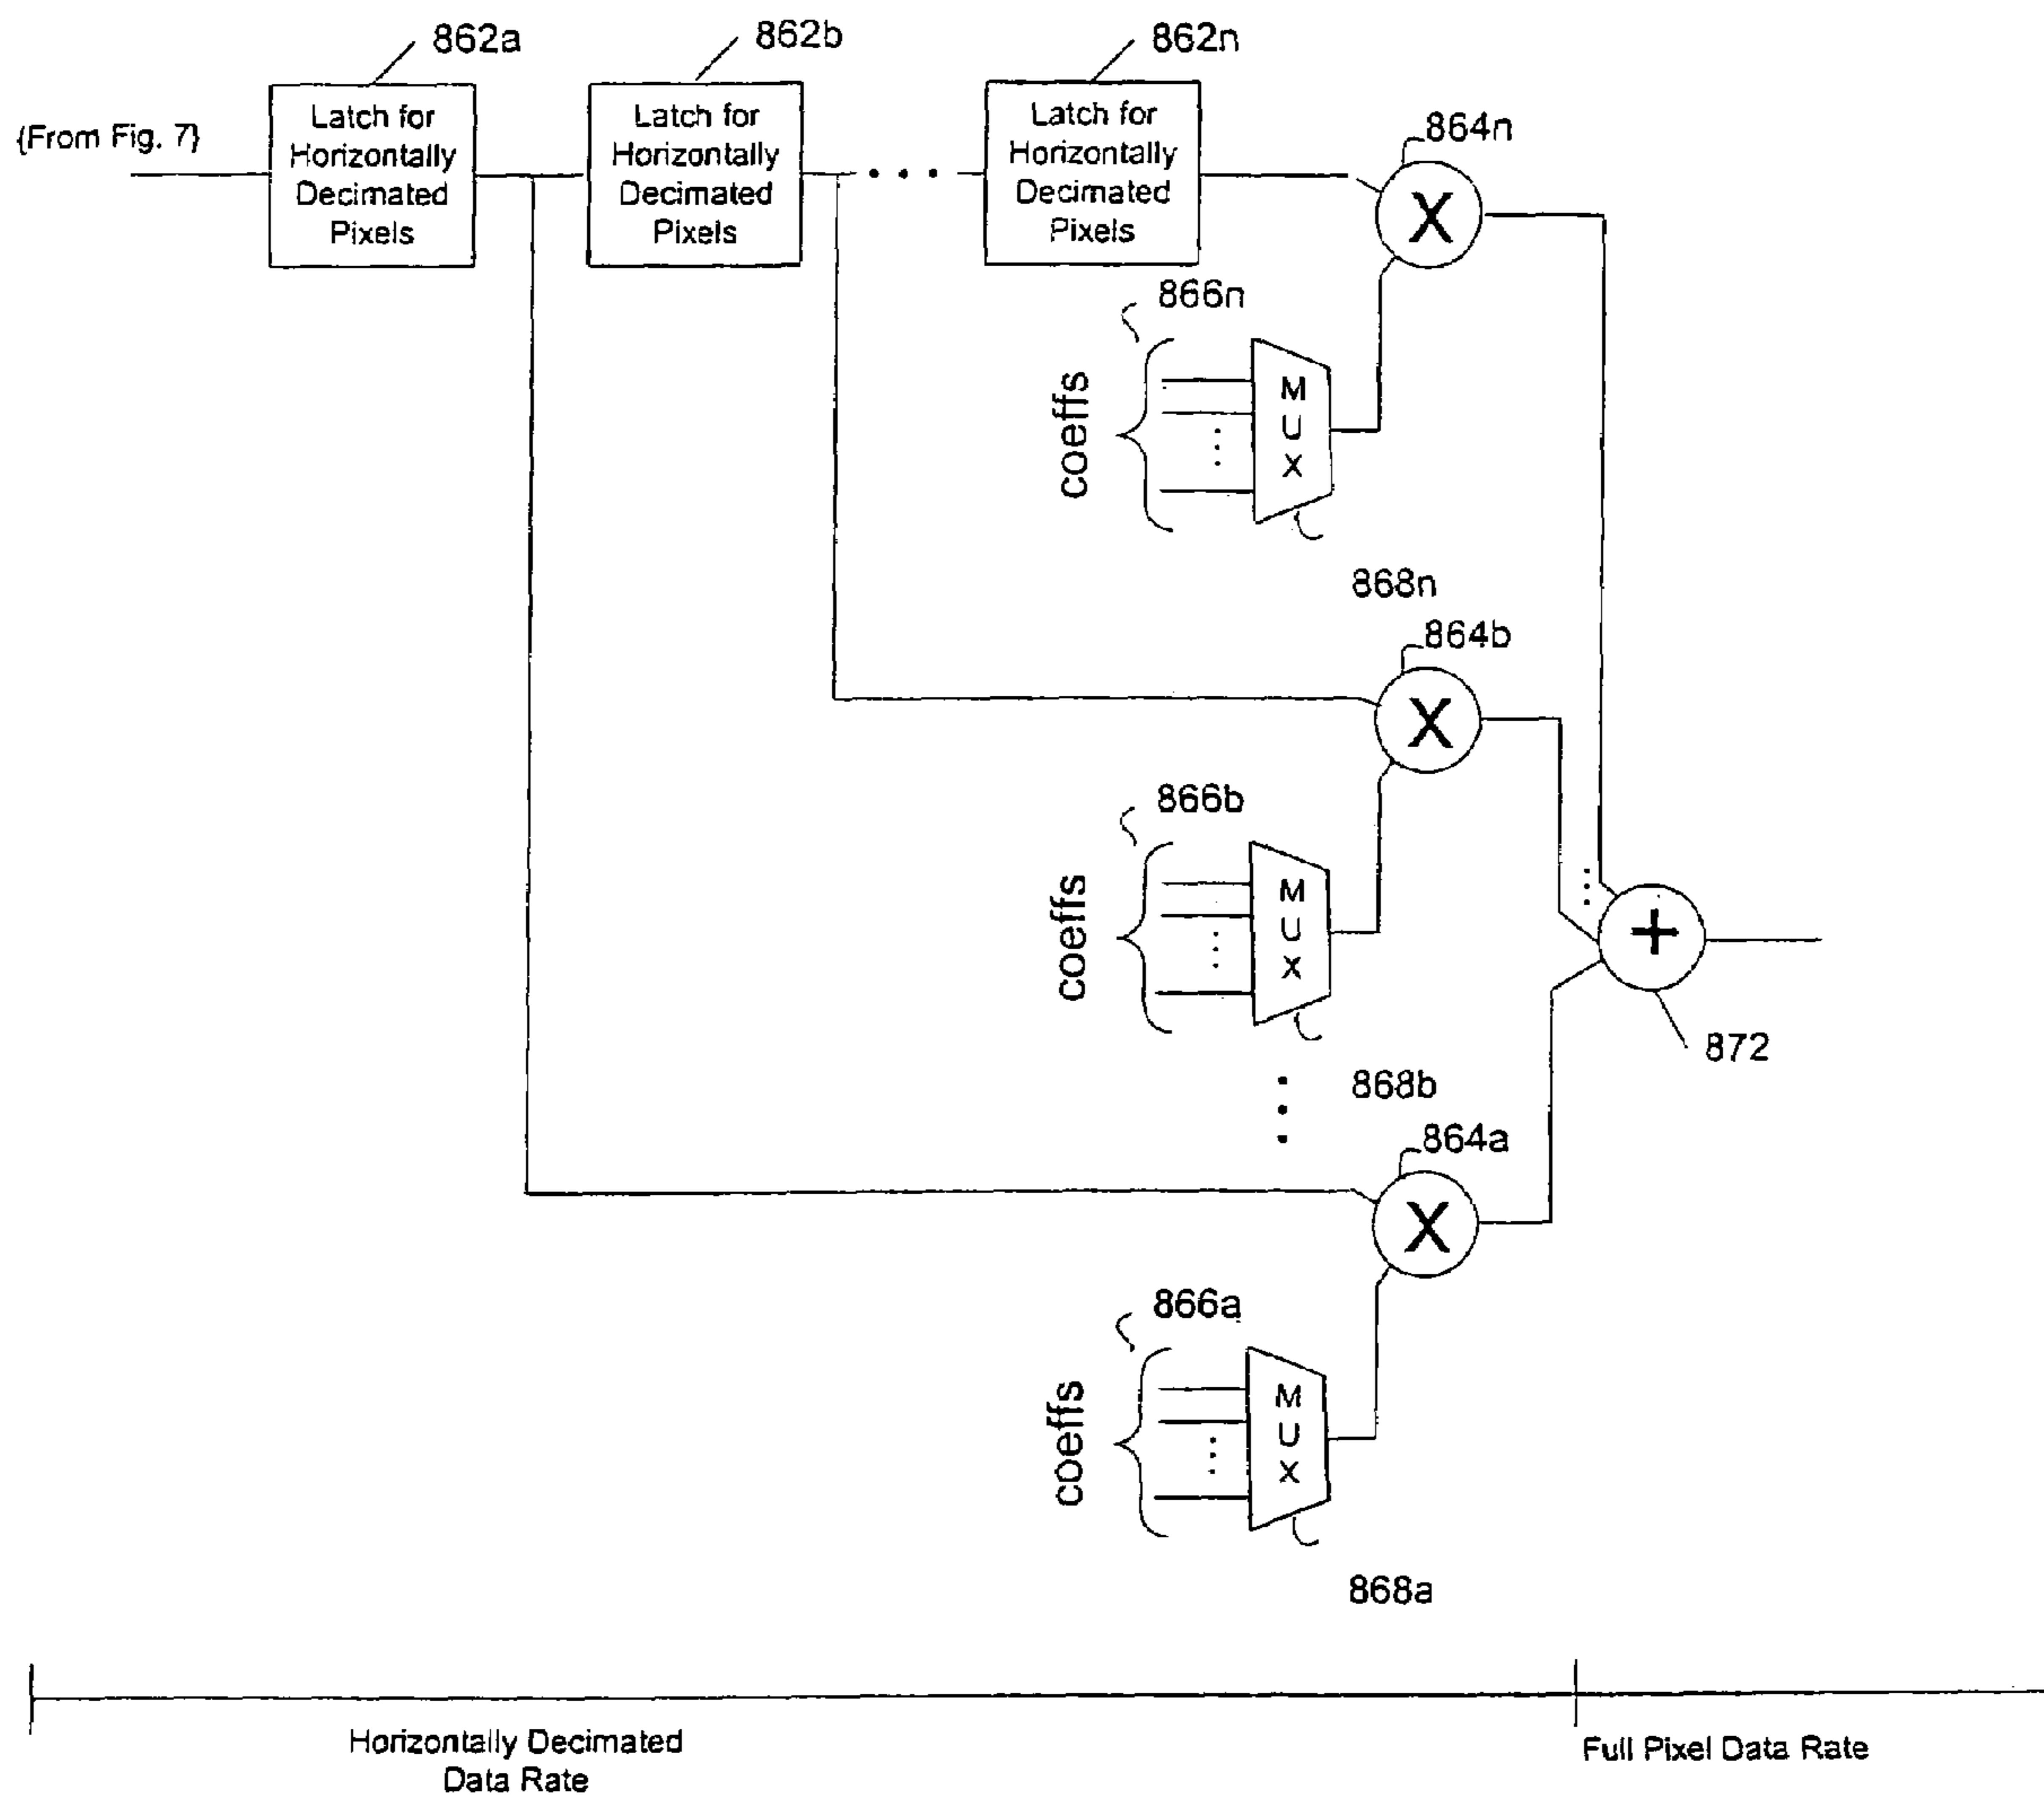 862a
862b
862n
{From Fig. 7}
Latch for
Horizontally
Decimated
Pixels
Latch for
Horizontally
Decimated
Pixels
Latch for
Horizontally
Decimated
Pixels
864n
X
866n
coeffs
M
U
X
868n
864b
X
866b
coeffs
M
U
X
+
872
868b
864a
X
866a
coeffs
M
U
X
868a
Horizontally Decimated
Data Rate
Full Pixel Data Rate